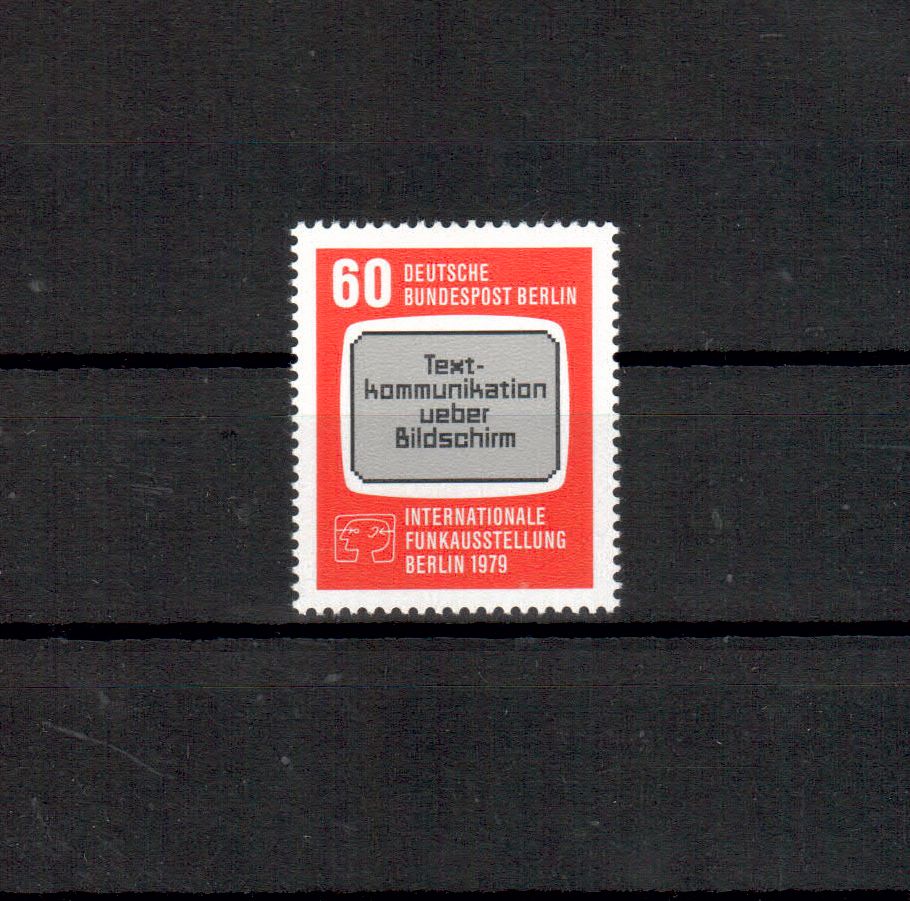 60 DEUTSCHE
BUNDESPOST BERLIN
Text-
kommunikation
ueber
Bildschirm
INTERNATIONALE
FUNKAUSSTELLUNG
BERLIN 1979